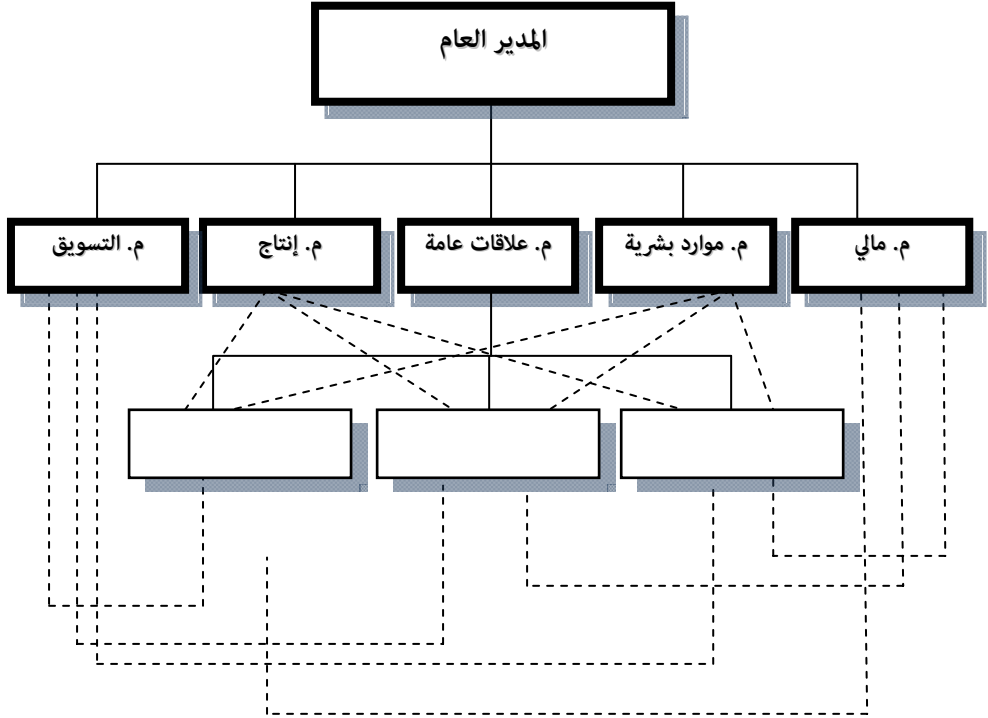 المدير العام
م. مالي
م. موارد بشرية
م. علاقات عامة
م. إنتاج
م. التسويق